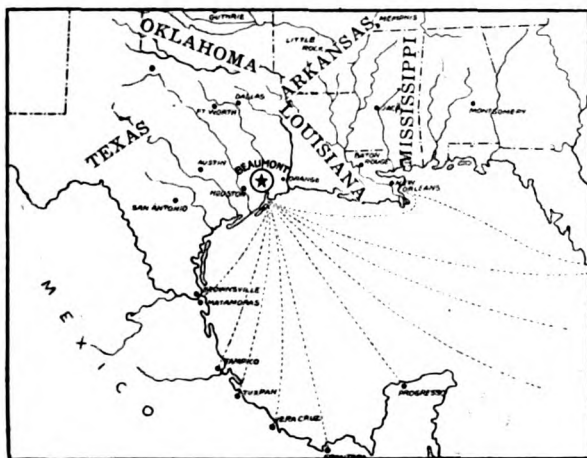 GUTHRIE
MEMPHIS
OKLAHOMA
LITTLE ROCK
ARKANSAS
MISSISSIPPI
DALLAS
FT WORTH
MONTGOMERY
LOUISIANA
TEXAS
BATON ROUGE
AUSTIN
BEAUMONT
ORANGE
NEW ORLEANS
HOUSTON
SAN ANTONIO
BROWNSVILLE
MATAMORAS
MEXICO
TAMPICO
TUXPAN
PROGRESSO
VERA CRUZ